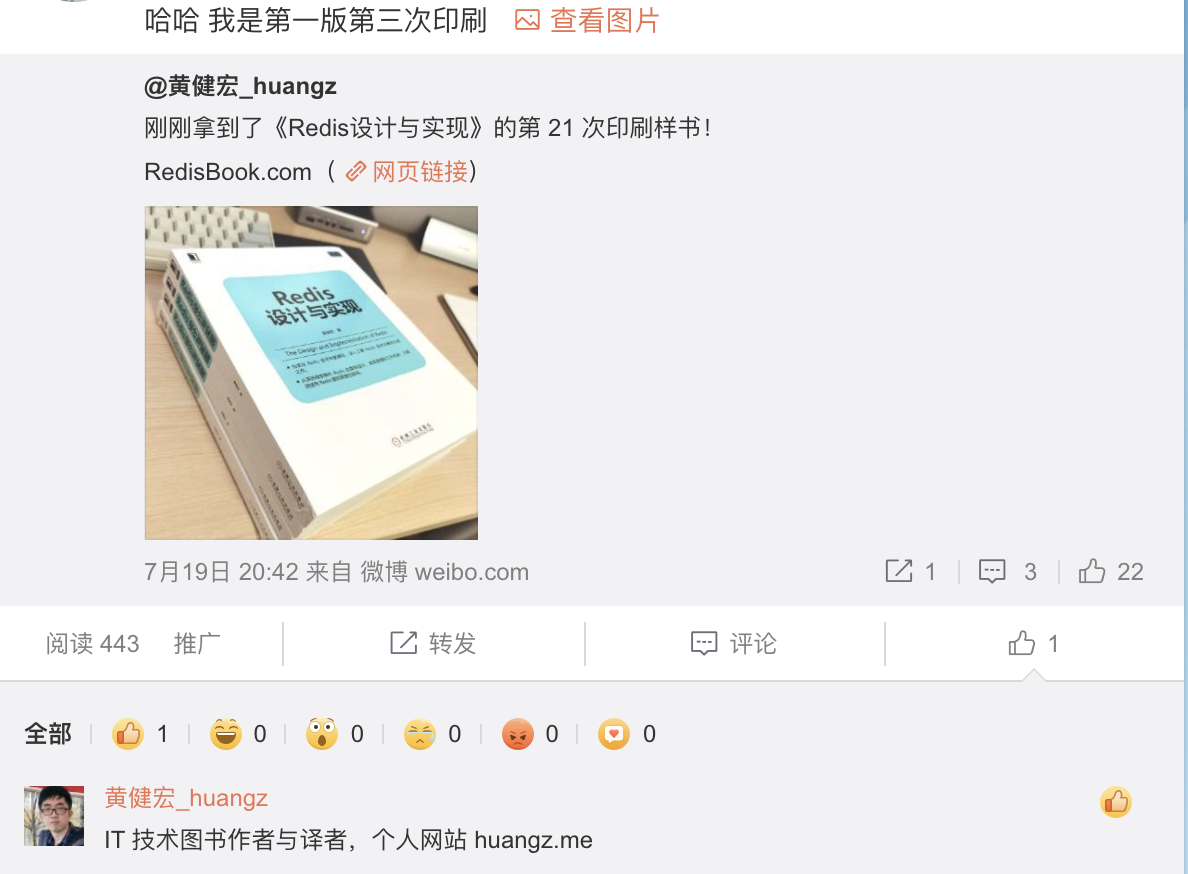 哈哈 我是第一版第三次印刷 查看图片
@黄健宏_huangz
刚刚拿到了《Redis设计与实现》的第 21 次印刷样书！
RedisBook.com（ 网页链接）
Redis
设计与实现
The Design and Implementation of Redis
7月19日 20:42 来自 微博 weibo.com 1 3 22
阅读 443 推广 转发 评论 1
全部 1 0 0 0 0 0
黄健宏_huangz
IT 技术图书作者与译者，个人网站 huangz.me